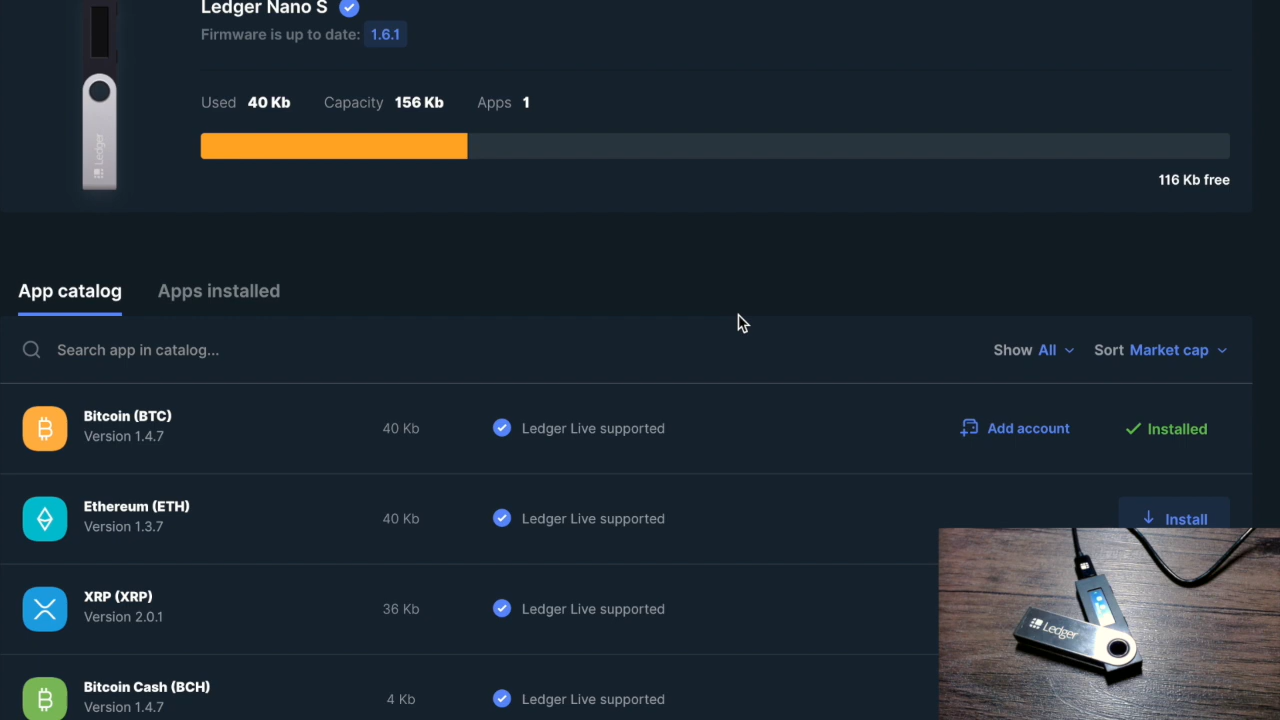 Ledger Nano S
Firmware is up to date: 1.6.1
Used 40 Kb Capacity 156 Kb Apps 1
116 Kb free
Ledger
App catalog Apps installed
Search app in catalog...
Show All Sort Market cap
Bitcoin (BTC)
Version 1.4.7
40 Kb
Ledger Live supported
Add account
Installed
Ethereum (ETH)
Version 1.3.7
40 Kb
Ledger Live supported
Install
XRP (XRP)
Version 2.0.1
36 Kb
Ledger Live supported
Bitcoin Cash (BCH)
Version 1.4.7
4 Kb
Ledger Live supported
Ledger